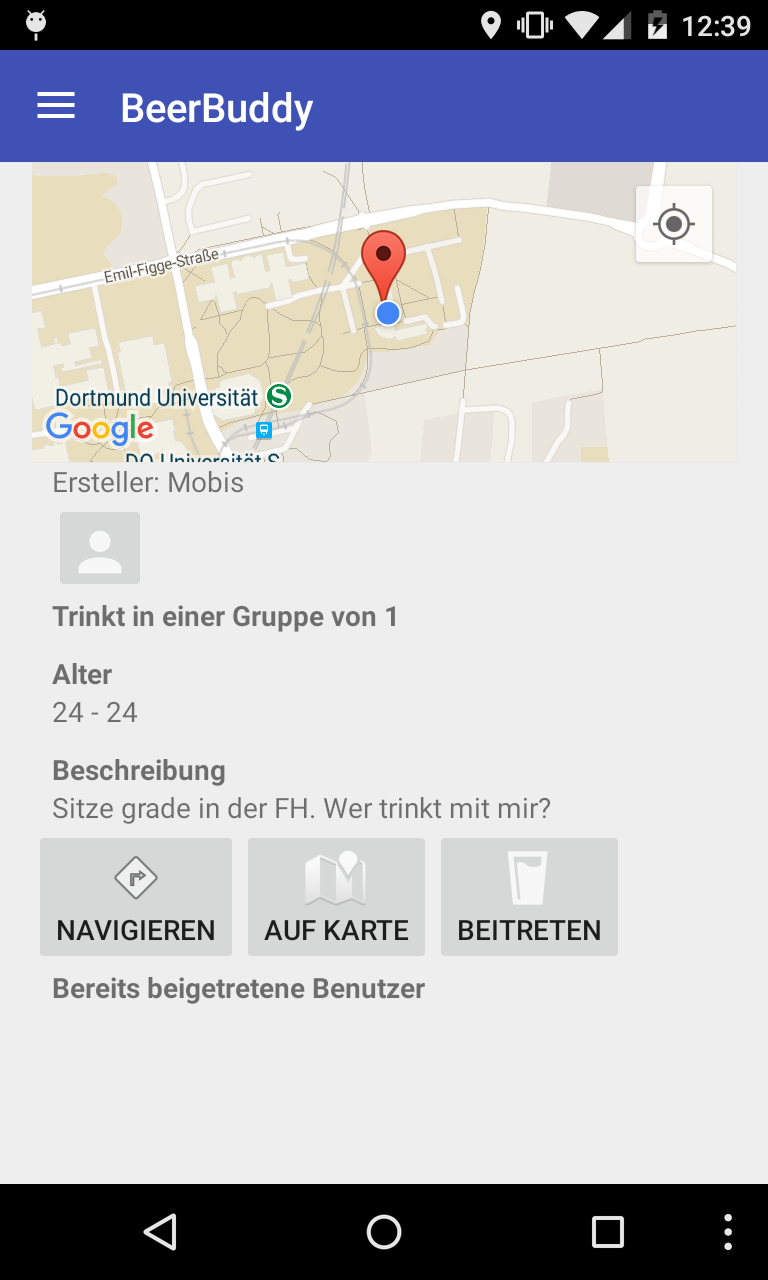 12:39
BeerBuddy
Emil-Figge-Straße
Dortmund Universität S
Google
DO Universität S
Ersteller: Mobis
Trinkt in einer Gruppe von 1
Alter
24 - 24
Beschreibung
Sitze grade in der FH. Wer trinkt mit mir?
NAVIGIEREN AUF KARTE BEITRETEN
Bereits beigetretene Benutzer